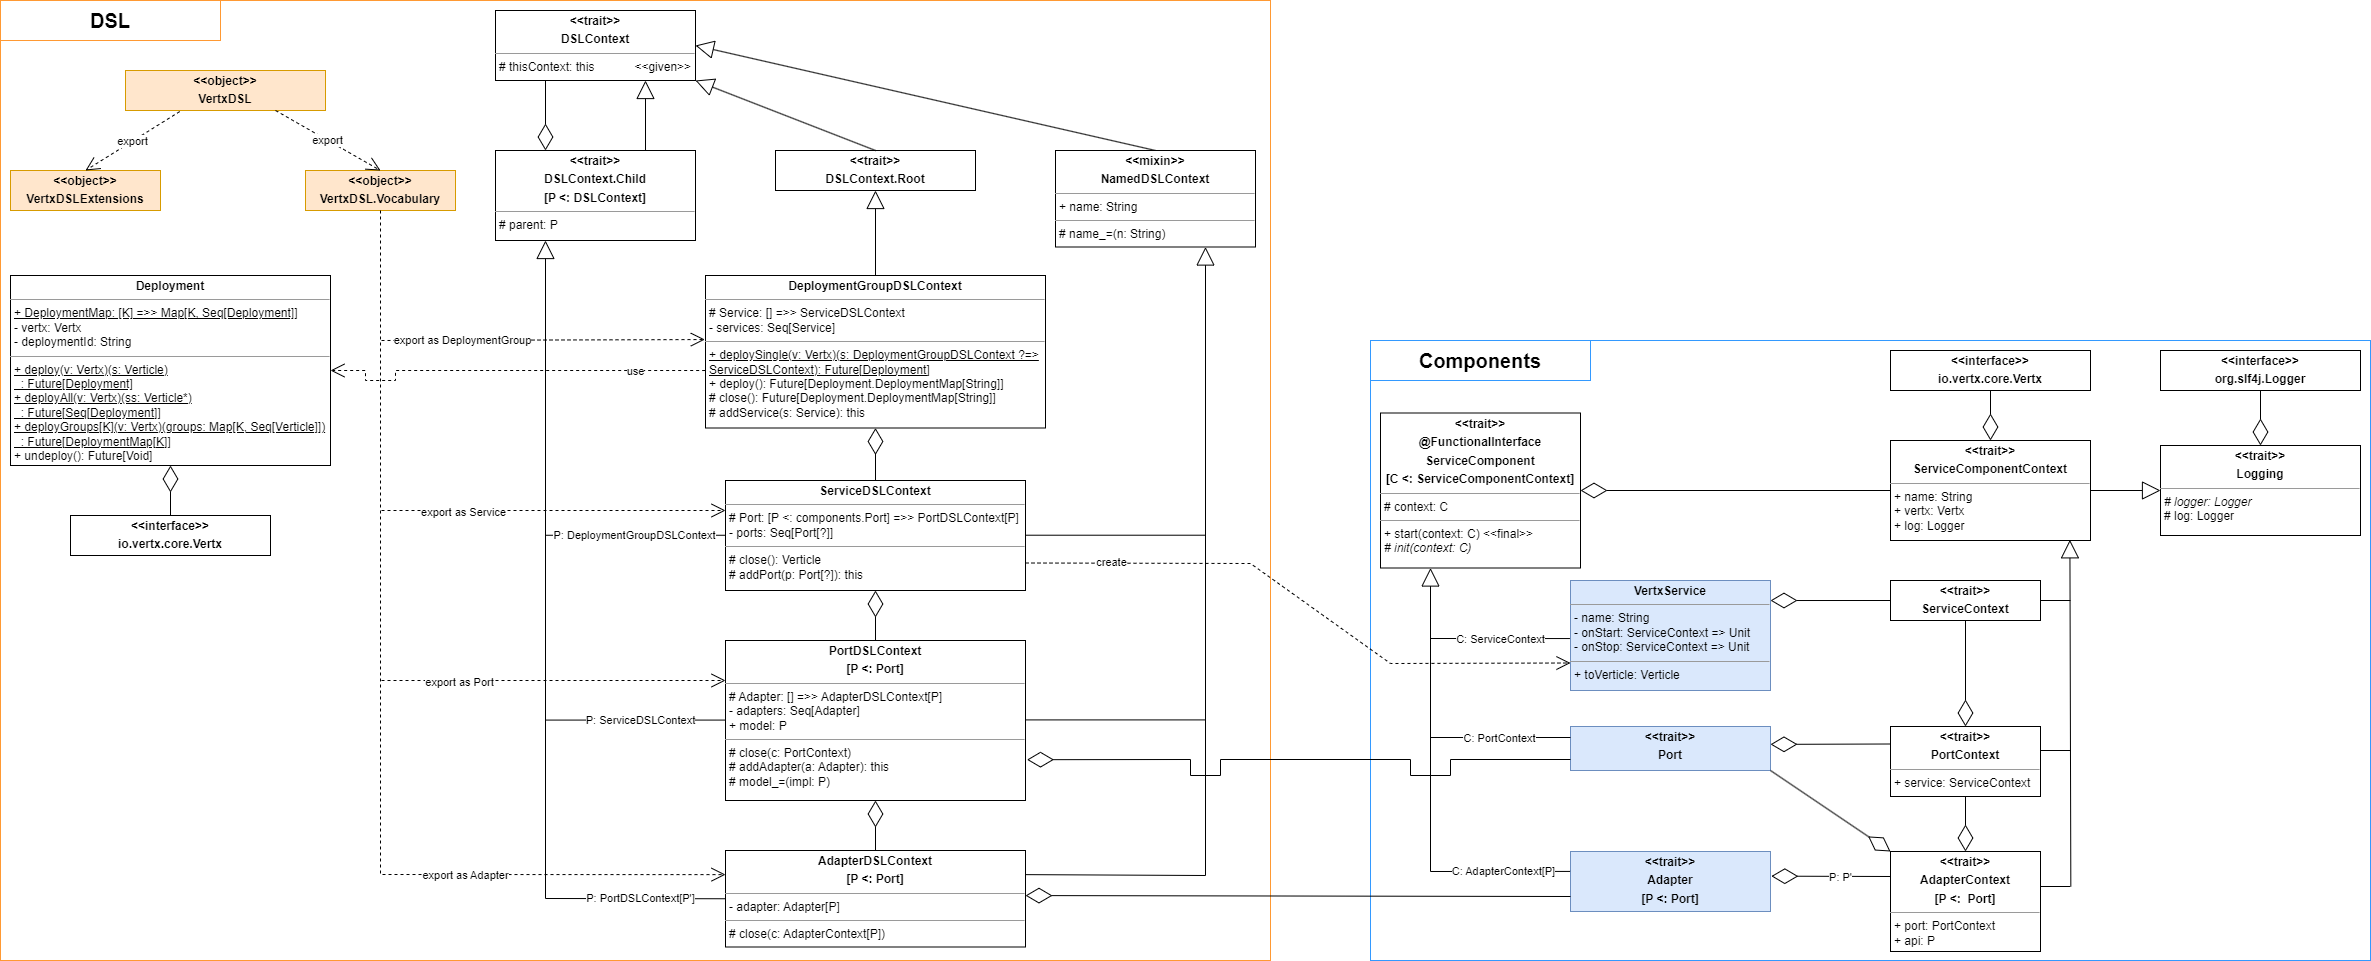 DSL
<<trait>>
DSLContext
# thisContext: this <<given>>
<<object>>
VertxDSL
export
export
<<object>>
VertxDSLExtensions
<<object>>
VertxDSL.Vocabulary
<<trait>>
DSLContext.Child
[P <: DSLContext]
# parent: P
<<trait>>
DSLContext.Root
<<mixin>>
NamedDSLContext
+ name: String
# name_=(n: String)
Deployment
+ DeploymentMap: [K] =>> Map[K, Seq[Deployment]]
- vertx: Vertx
- deploymentId: String
+ deploy(v: Vertx)(s: Verticle)
: Future[Deployment]
+ deployAll(v: Vertx)(ss: Verticle*)
: Future[Seq[Deployment]]
+ deployGroups[K](v: Vertx)(groups: Map[K, Seq[Verticle]])
: Future[DeploymentMap[K]]
+ undeploy(): Future[Void]
<<interface>>
io.vertx.core.Vertx
export as DeploymentGroup
use
DeploymentGroupDSLContext
# Service: [] =>> ServiceDSLContext
- services: Seq[Service]
+ deploySingle(v: Vertx)(s: DeploymentGroupDSLContext ?=>
ServiceDSLContext): Future[Deployment]
+ deploy(): Future[Deployment.DeploymentMap[String]]
# close(): Future[Deployment.DeploymentMap[String]]
# addService(s: Service): this
export as Service
P: DeploymentGroupDSLContext
ServiceDSLContext
# Port: [P <: components.Port] =>> PortDSLContext[P]
- ports: Seq[Port[?]]
# close(): Verticle
# addPort(p: Port[?]): this
create
export as Port
P: ServiceDSLContext
PortDSLContext
[P <: Port]
# Adapter: [] =>> AdapterDSLContext[P]
- adapters: Seq[Adapter]
+ model: P
# close(c: PortContext)
# addAdapter(a: Adapter): this
# model_=(impl: P)
export as Adapter
P: PortDSLContext[P']
AdapterDSLContext
[P <: Port]
- adapter: Adapter[P]
# close(c: AdapterContext[P])
Components
<<interface>>
io.vertx.core.Vertx
<<interface>>
org.slf4j.Logger
<<trait>>
@FunctionalInterface
ServiceComponent
[C <: ServiceComponentContext]
# context: C
+ start(context: C) <<final>>
# init(context: C)
<<trait>>
ServiceComponentContext
+ name: String
+ vertx: Vertx
+ log: Logger
<<trait>>
Logging
# logger: Logger
# log: Logger
C: ServiceContext
VertxService
- name: String
- onStart: ServiceContext => Unit
- onStop: ServiceContext => Unit
+ toVerticle: Verticle
<<trait>>
ServiceContext
C: PortContext
<<trait>>
Port
<<trait>>
PortContext
+ service: ServiceContext
C: AdapterContext[P]
<<trait>>
Adapter
[P <: Port]
P: P'
<<trait>>
AdapterContext
[P <: Port]
+ port: PortContext
+ api: P